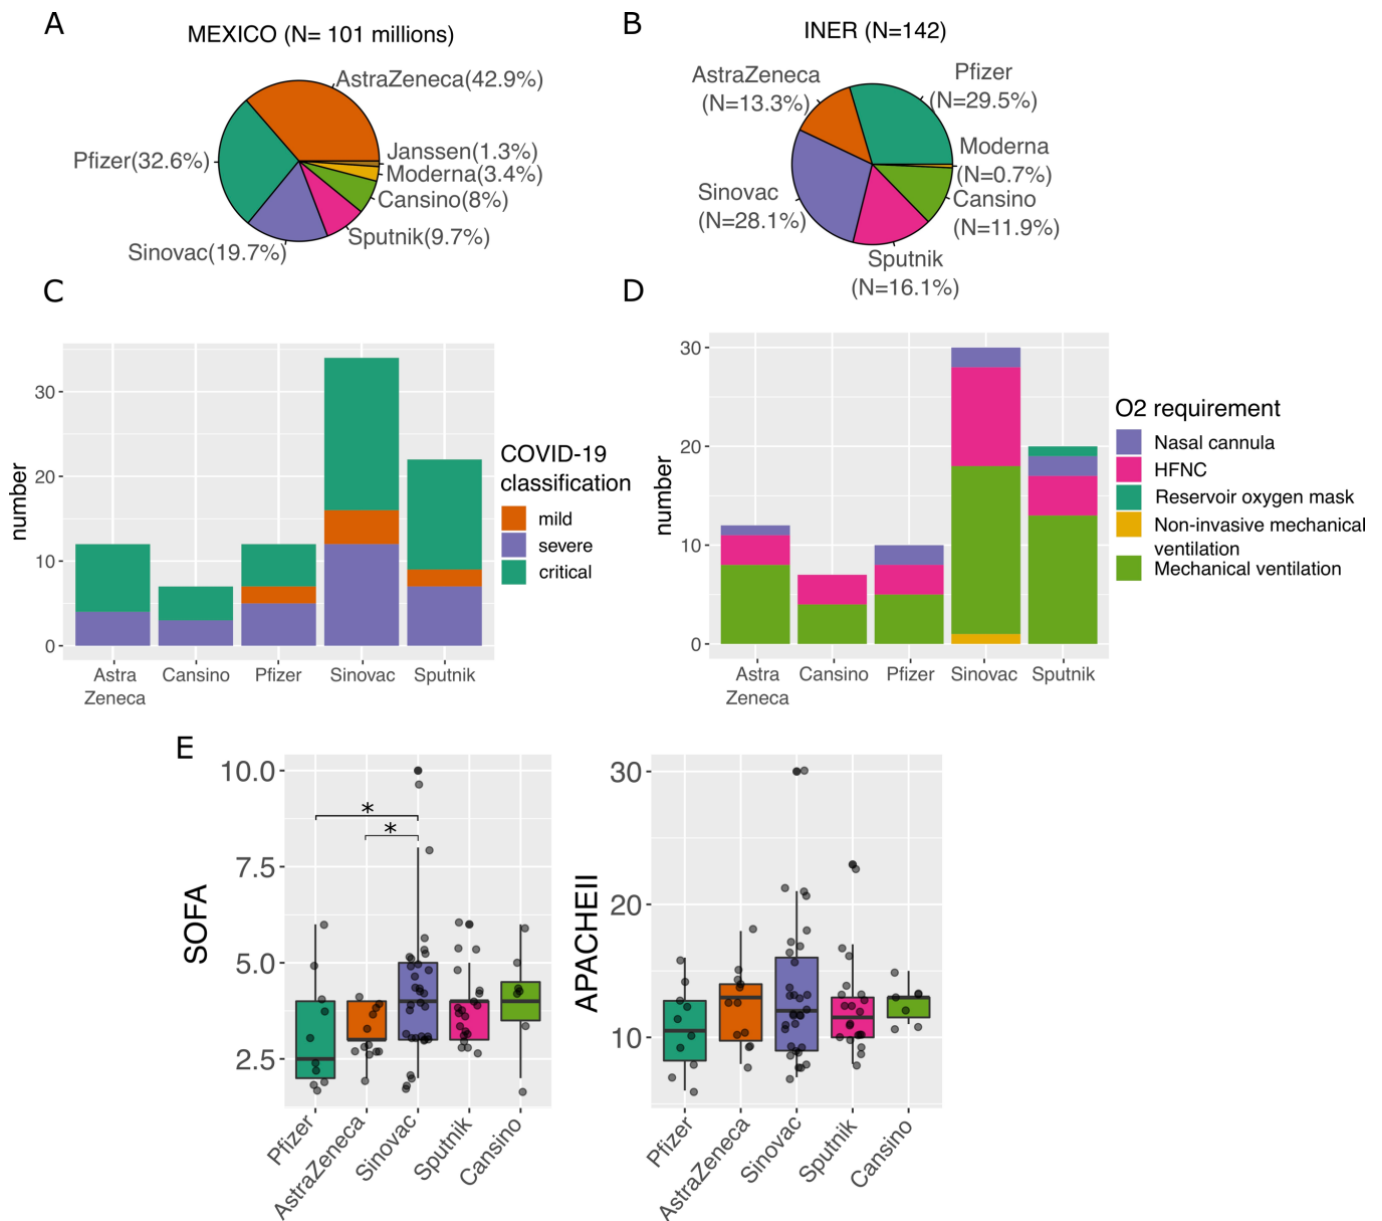 A
MEXICO (N= 101 millions)
AstraZeneca(42.9%)
Pfizer(32.6%)
Janssen(1.3%)
Moderna(3.4%)
Cansino(8%)
Sputnik(9.7%)
Sinovac(19.7%)
B
INER (N=142)
AstraZeneca
(N=13.3%)
Pfizer
(N=29.5%)
Moderna
(N=0.7%)
Sinovac
(N=28.1%)
Cansino
(N=11.9%)
Sputnik
(N=16.1%)
C
number
30
20
10
0
Astra
Zeneca
Cansino
Pfizer
Sinovac
Sputnik
COVID-19
classification
mild
severe
critical
D
number
30
20
10
0
Astra
Zeneca
Cansino
Pfizer
Sinovac
Sputnik
O2 requirement
Nasal cannula
HFNC
Reservoir oxygen mask
Non-invasive mechanical
ventilation
Mechanical ventilation
E
SOFA
10.0
7.5
5.0
2.5
*
*
Pfizer
AstraZeneca
Sinovac
Sputnik
Cansino
APACHEII
30
20
10
Pfizer
AstraZeneca
Sinovac
Sputnik
Cansino